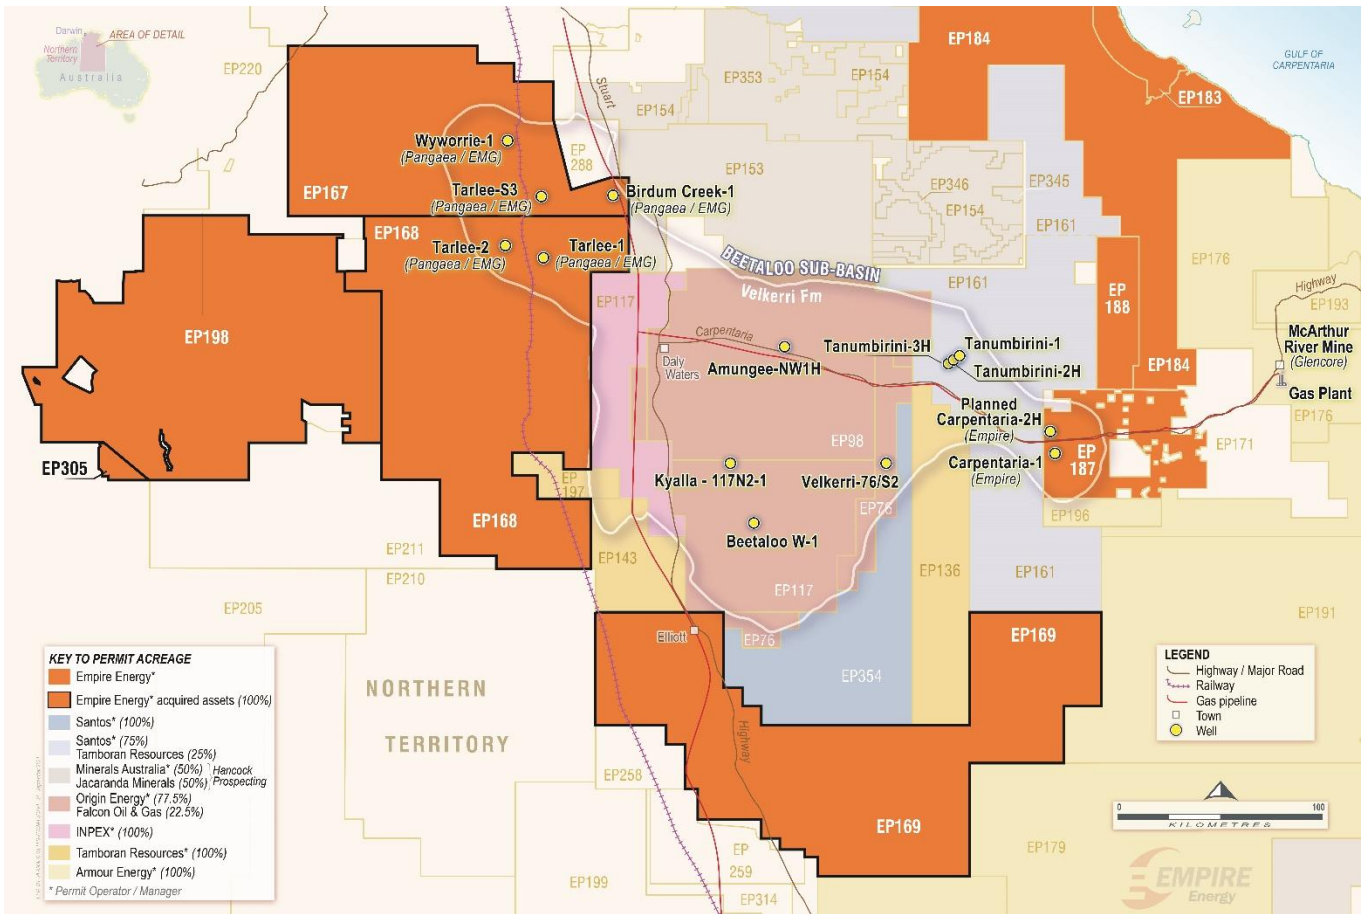 Darwin
AREA OF DETAIL
Northern
Territory
Australia
EP220
EP154
EP353
EP154
EP184
GULF OF
CARPENTARIA
EP183
Stuart
Wyworrie-1
(Pangaea / EMG)
EP
288
EP153
EP346
EP154
EP345
EP167
Tarlee-S3
(Pangaea / EMG)
Birdum Creek-1
(Pangaea / EMG)
EP161
EP168
Tarlee-2
(Pangaea / EMG)
Tarlee-1
(Pangaea / EMG)
BEETALOO SUB-BASIN
Velkerri Fm
EP161
EP176
EP
188
Highway
EP193
EP117
EP198
Carpentaria
Daly
Waters
Amungee-NW1H
Tanumbirini-3H
Tanumbirini-1
Tanumbirini-2H
EP184
McArthur
River Mine
(Glencore)
Gas Plant
Planned
Carpentaria-2H
(Empire)
EP176
EP98
EP171
EP305
Carpentaria-1
(Empire)
EP
187
EP
197
Kyalla - 117N2-1
Velkerri-76/S2
EP76
EP196
EP168
Beetaloo W-1
EP211
EP210
EP143
EP136
EP161
EP117
EP205
EP191
Elliott
EP76
EP169
EP354
NORTHERN
TERRITORY
Highway
EP258
EP169
EP
259
EP179
EP199
EP314
KEY TO PERMIT ACREAGE
Empire Energy*
Empire Energy* acquired assets (100%)
Santos* (100%)
Santos* (75%)
Tamboran Resources (25%)
Minerals Australia* (50%)
Jacaranda Minerals (50%)
Hancock
Prospecting
Origin Energy* (77.5%)
Falcon Oil & Gas (22.5%)
INPEX* (100%)
Tamboran Resources* (100%)
Armour Energy* (100%)
* Permit Operator / Manager
LEGEND
Highway / Major Road
Railway
Gas pipeline
Town
Well
0 100
KILOMETRES
EMPIRE
Energy